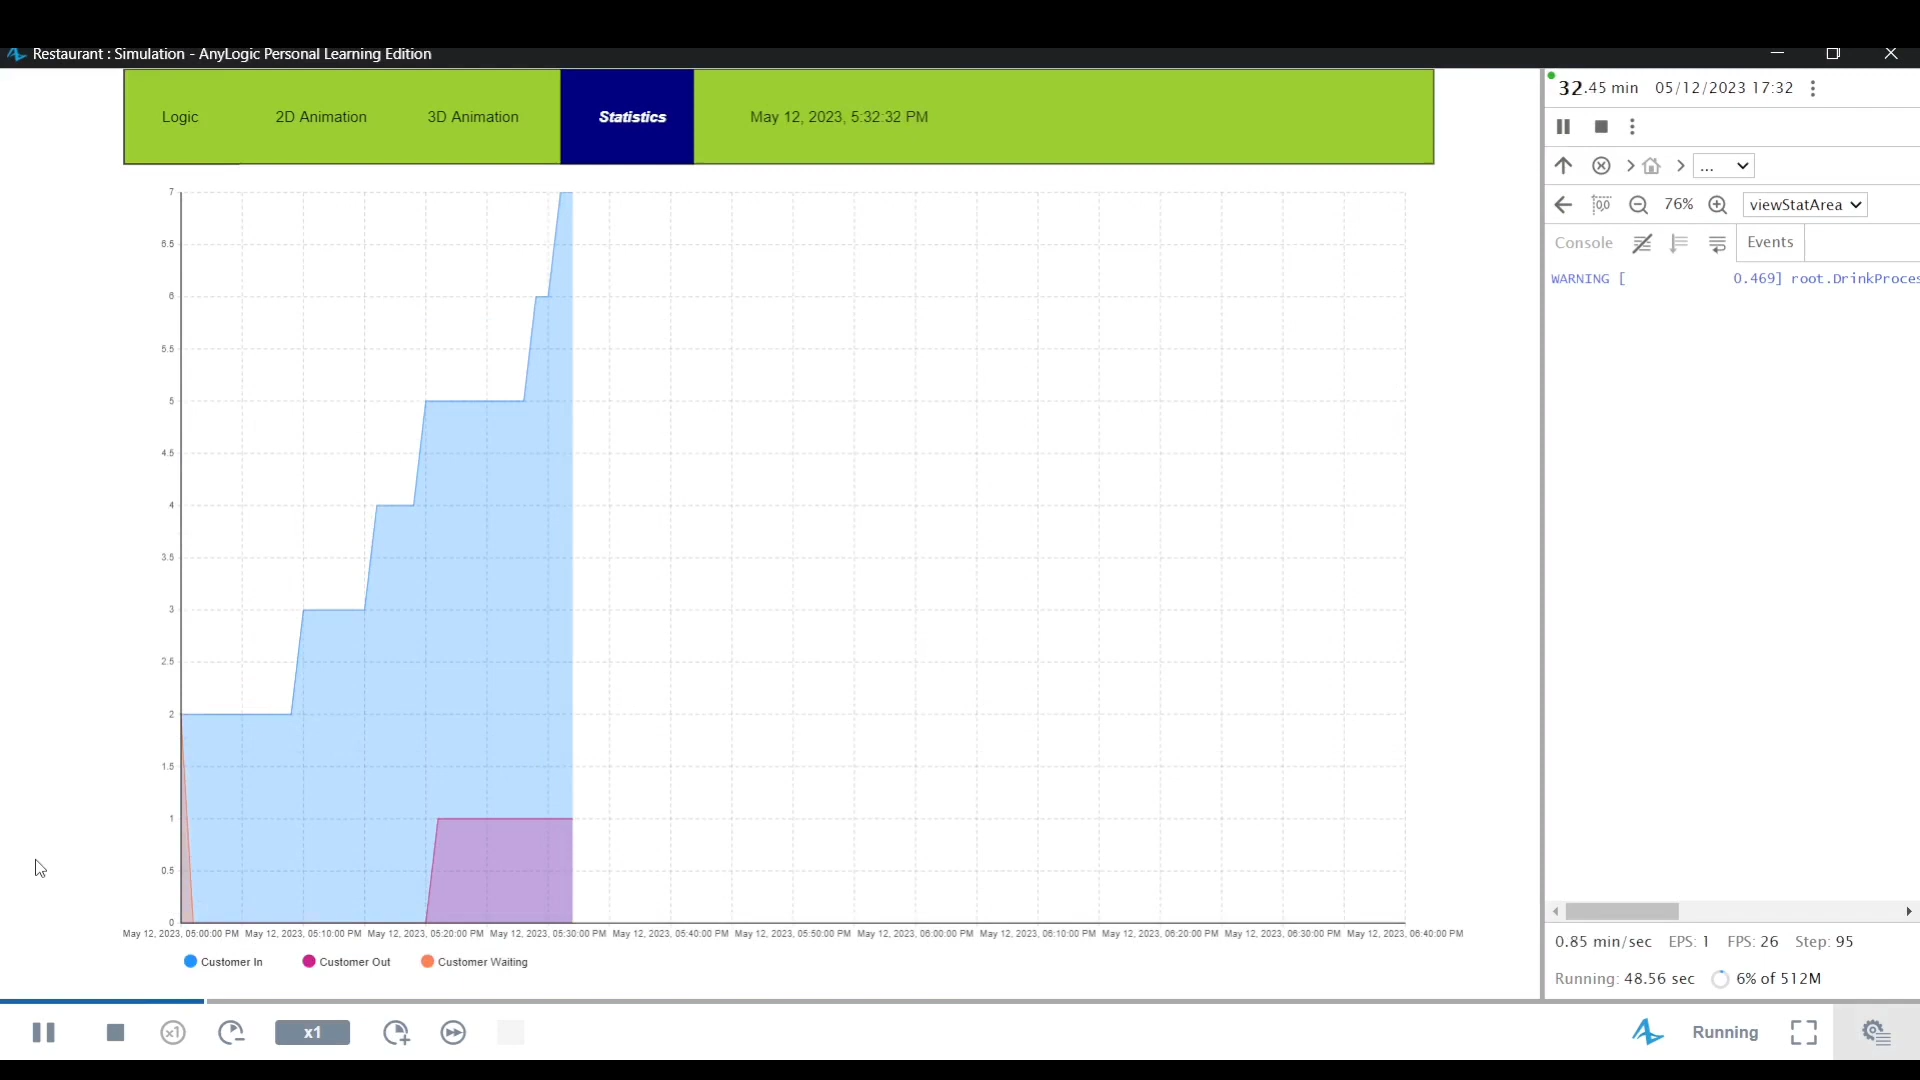 Restaurant : Simulation - AnyLogic Personal Learning Edition
Logic 2D Animation 3D Animation Statistics May 12, 2023, 5:32:32 PM
32.45 min 05/12/2023 17:32
...
0,0 76% viewStatArea
Console Events
WARNING [ 0.469] root.DrinkProces
7
6.5
6
5.5
5
4.5
4
3.5
3
2.5
2
1.5
1
0.5
0
May 12, 2023, 05:00:00 PM May 12, 2023, 05:10:00 PM May 12, 2023, 05:20:00 PM May 12, 2023, 05:30:00 PM May 12, 2023, 05:40:00 PM May 12, 2023, 05:50:00 PM May 12, 2023, 06:00:00 PM May 12, 2023, 06:10:00 PM May 12, 2023, 06:20:00 PM May 12, 2023, 06:30:00 PM May 12, 2023, 06:40:00 PM
Customer In Customer Out Customer Waiting
0.85 min/sec EPS: 1 FPS: 26 Step: 95
Running: 48.56 sec 6% of 512M
x1 x1 Running